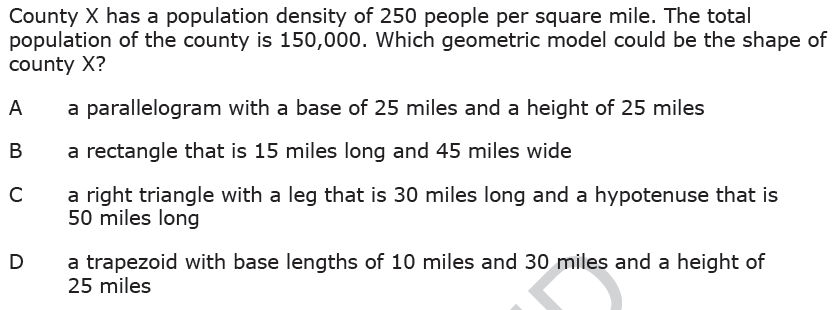 County X has a population density of 250 people per square mile. The total
population of the county is 150,000. Which geometric model could be the shape of
county X?
A a parallelogram with a base of 25 miles and a height of 25 miles
B a rectangle that is 15 miles long and 45 miles wide
C a right triangle with a leg that is 30 miles long and a hypotenuse that is
50 miles long
D a trapezoid with base lengths of 10 miles and 30 miles and a height of
25 miles